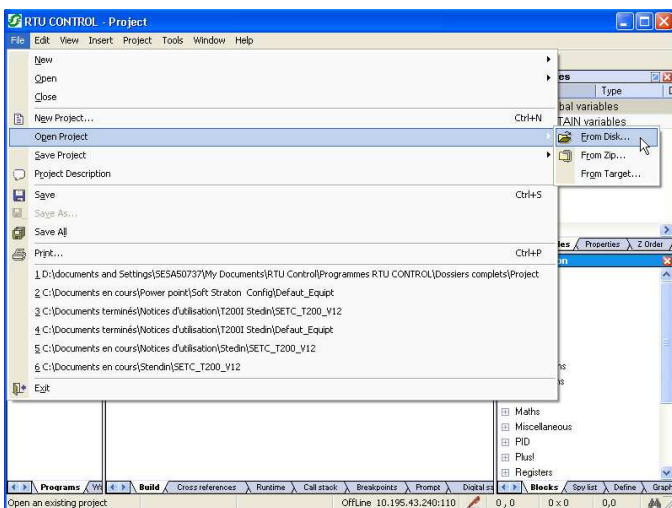 RTU CONTROL - Project
File Edit View Insert Project Tools Window Help
New
Open
Close
New Project... Ctrl+N
Open Project
Save Project
Project Description
Save Ctrl+S
Save As...
Save All
Print... Ctrl+P
1 D:\documents and Settings\SESA50737\My Documents\RTU Control\Programmes RTU CONTROL\Dossiers complets\Project
2 C:\Documents en cours\Power point\Soft Straton Config\Defaut_Equipt
3 C:\Documents terminés\Notices d'utilisation\T200I Stedin\SETC_T200_V12
4 C:\Documents terminés\Notices d'utilisation\T200I Stedin\Defaut_Equipt
5 C:\Documents en cours\Notices d'utilisation\Stedin\SETC_T200_V12
6 C:\Documents en cours\Stendin\SETC_T200_V12
Exit
es
Type
bal variables
TAIN variables
From Disk...
From Zip...
From Target...
les Properties Z Order
on
ns
Maths
Miscellaneous
PID
Plus!
Registers
Programs Build Cross references Runtime Call stack Breakpoints Prompt Digital sa Blocks Spy list Define Graph
Open an existing project OffLine 10.195.43.240:110 0 , 0 0 x 0 0,0